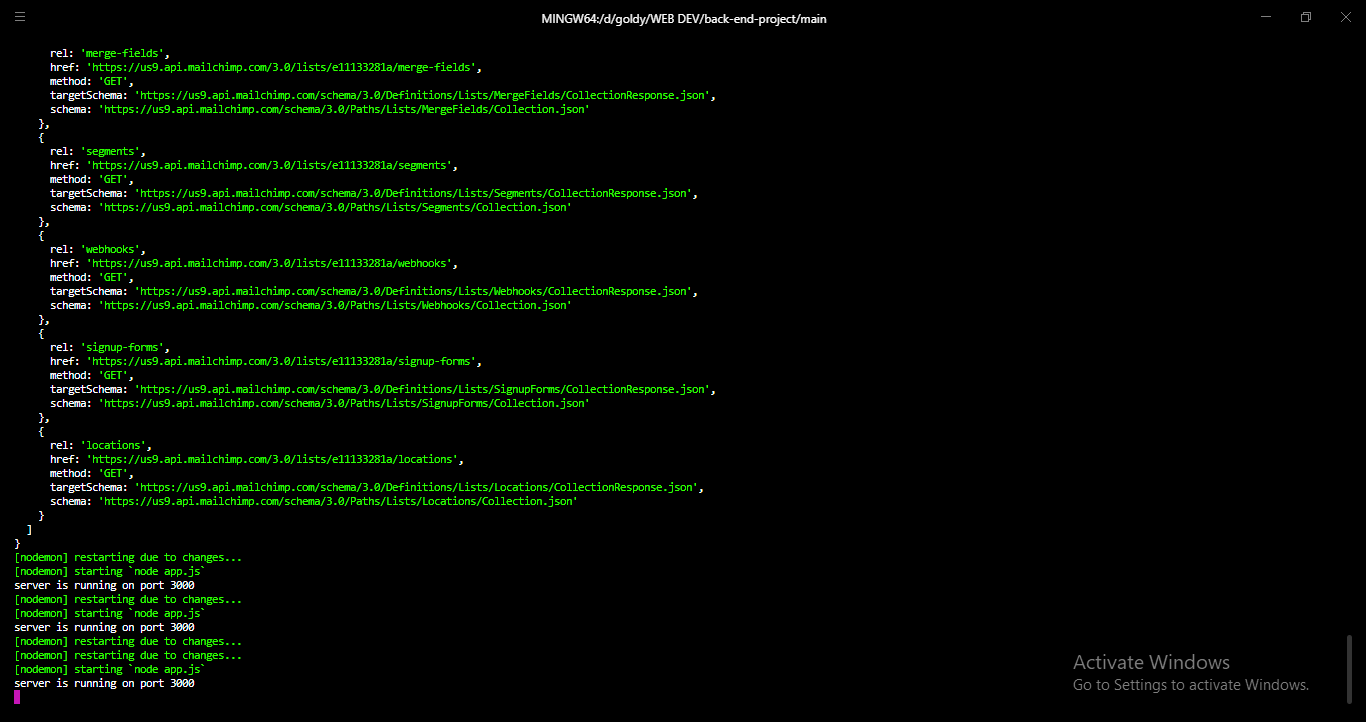 MINGW64:/d/goldy/WEB DEV/back-end-project/main
rel: 'merge-fields',
href: 'https://us9.api.mailchimp.com/3.0/lists/e11133281a/merge-fields',
method: 'GET',
targetSchema: 'https://us9.api.mailchimp.com/schema/3.0/Definitions/Lists/MergeFields/CollectionResponse.json',
schema: 'https://us9.api.mailchimp.com/schema/3.0/Paths/Lists/MergeFields/Collection.json'
},
{
rel: 'segments',
href: 'https://us9.api.mailchimp.com/3.0/lists/e11133281a/segments',
method: 'GET',
targetSchema: 'https://us9.api.mailchimp.com/schema/3.0/Definitions/Lists/Segments/CollectionResponse.json',
schema: 'https://us9.api.mailchimp.com/schema/3.0/Paths/Lists/Segments/Collection.json'
},
{
rel: 'webhooks',
href: 'https://us9.api.mailchimp.com/3.0/lists/e11133281a/webhooks',
method: 'GET',
targetSchema: 'https://us9.api.mailchimp.com/schema/3.0/Definitions/Lists/Webhooks/CollectionResponse.json',
schema: 'https://us9.api.mailchimp.com/schema/3.0/Paths/Lists/Webhooks/Collection.json'
},
{
rel: 'signup-forms',
href: 'https://us9.api.mailchimp.com/3.0/lists/e11133281a/signup-forms',
method: 'GET',
targetSchema: 'https://us9.api.mailchimp.com/schema/3.0/Definitions/Lists/SignupForms/CollectionResponse.json',
schema: 'https://us9.api.mailchimp.com/schema/3.0/Paths/Lists/SignupForms/Collection.json'
},
{
rel: 'locations',
href: 'https://us9.api.mailchimp.com/3.0/lists/e11133281a/locations',
method: 'GET',
targetSchema: 'https://us9.api.mailchimp.com/schema/3.0/Definitions/Lists/Locations/CollectionResponse.json',
schema: 'https://us9.api.mailchimp.com/schema/3.0/Paths/Lists/Locations/Collection.json'
}
]
}
[nodemon] restarting due to changes...
[nodemon] starting `node app.js`
server is running on port 3000
[nodemon] restarting due to changes...
[nodemon] starting `node app.js`
server is running on port 3000
[nodemon] restarting due to changes...
[nodemon] restarting due to changes...
[nodemon] starting `node app.js`
server is running on port 3000
Activate Windows
Go to Settings to activate Windows.